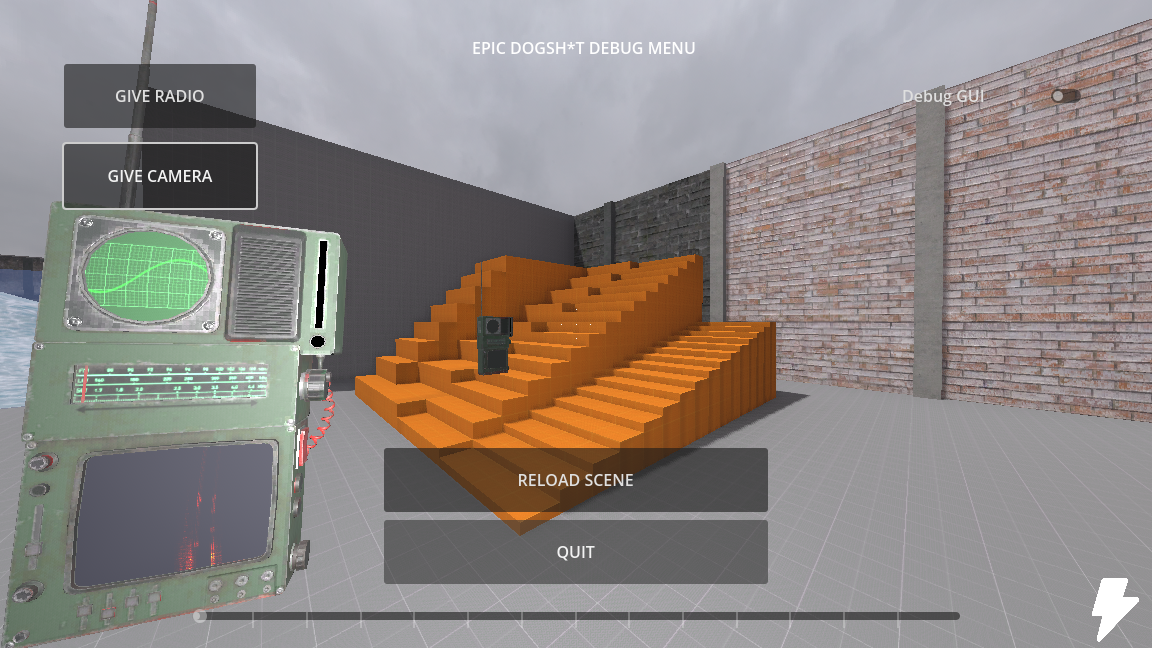 EPIC DOGSH*T DEBUG MENU
GIVE RADIO
Debug GUI
GIVE CAMERA
RELOAD SCENE
QUIT